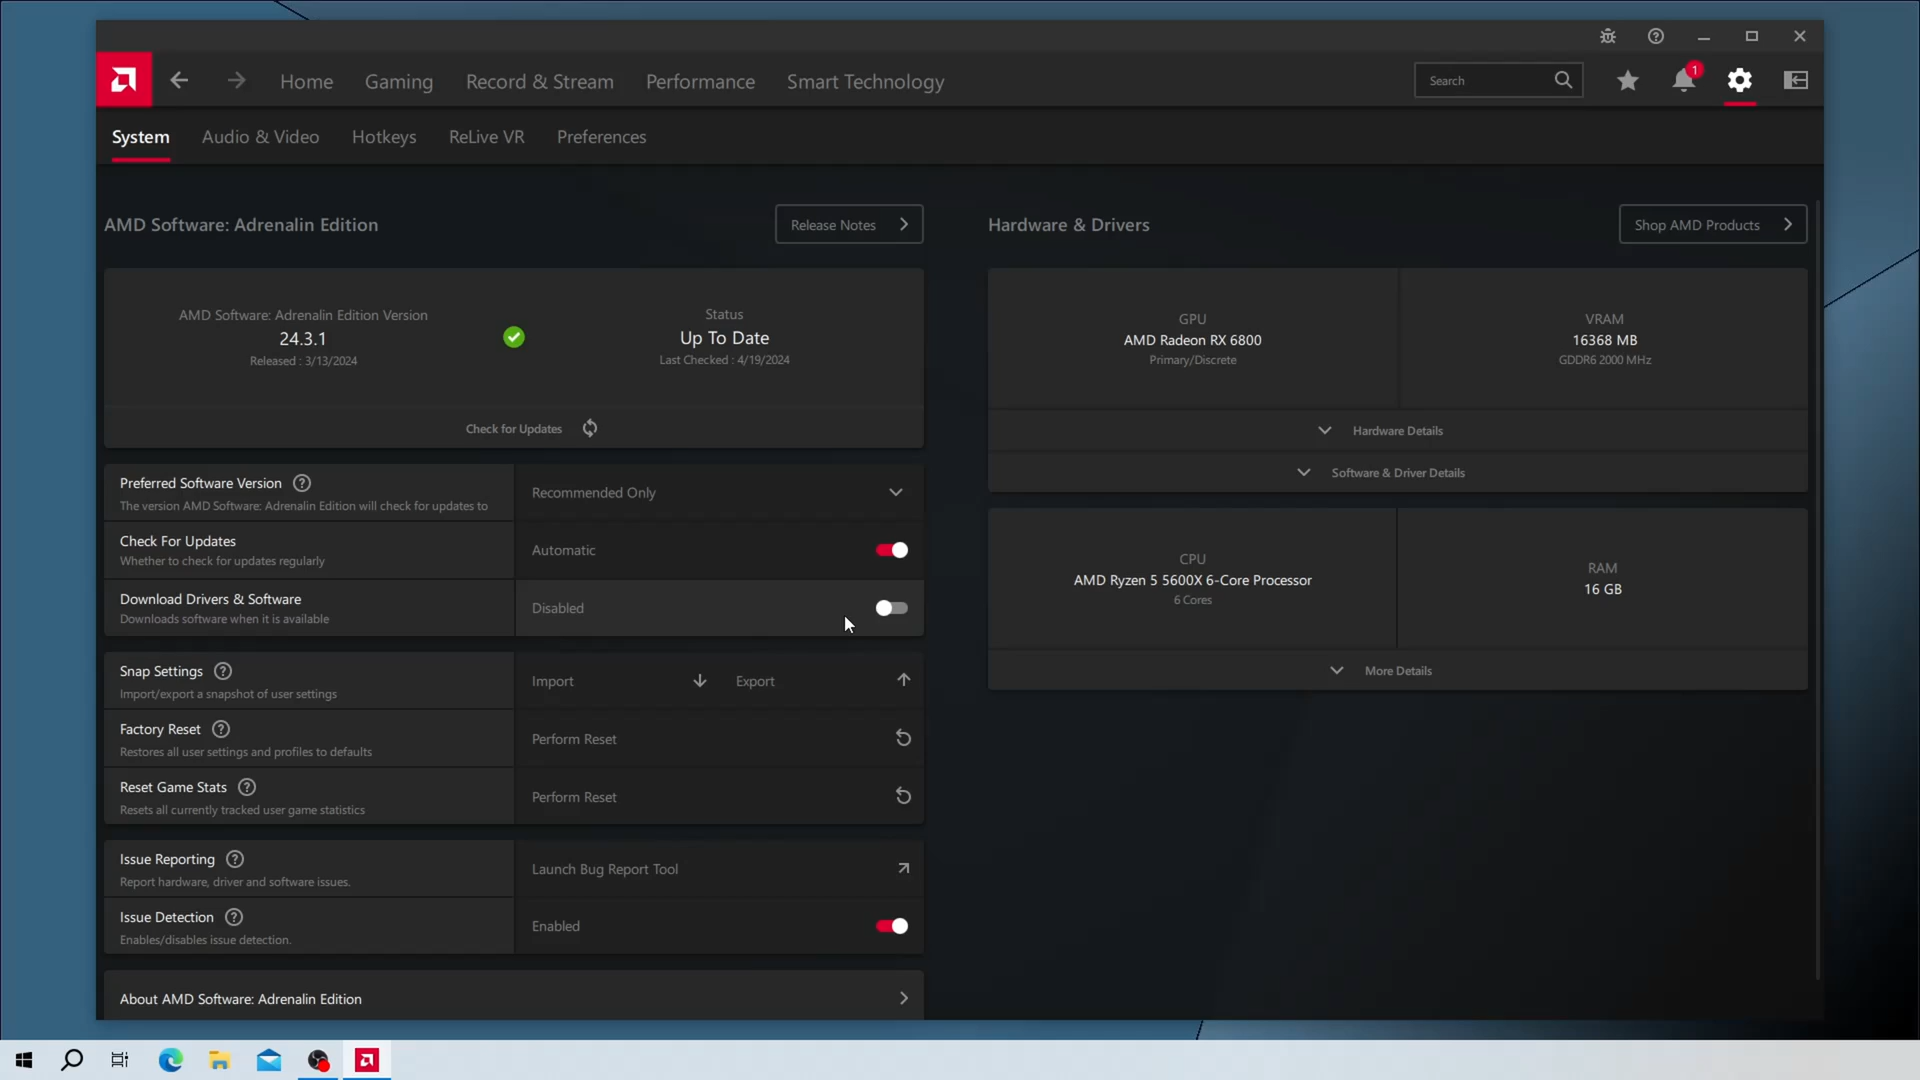 1
Home
Gaming
Record & Stream
Performance
Smart Technology
Search
System
Audio & Video
Hotkeys
ReLive VR
Preferences
AMD Software: Adrenalin Edition
Release Notes
AMD Software: Adrenalin Edition Version
24.3.1
Released : 3/13/2024
Status
Up To Date
Last Checked : 4/19/2024
Check for Updates
Preferred Software Version
The version AMD Software: Adrenalin Edition will check for updates to
Recommended Only
Check For Updates
Whether to check for updates regularly
Automatic
Download Drivers & Software
Downloads software when it is available
Disabled
Snap Settings
Import/export a snapshot of user settings
Import
Export
Factory Reset
Restores all user settings and profiles to defaults
Perform Reset
Reset Game Stats
Resets all currently tracked user game statistics
Perform Reset
Issue Reporting
Report hardware, driver and software issues.
Launch Bug Report Tool
Issue Detection
Enables/disables issue detection.
Enabled
About AMD Software: Adrenalin Edition
Hardware & Drivers
Shop AMD Products
GPU
AMD Radeon RX 6800
Primary/Discrete
VRAM
16368 MB
GDDR6 2000 MHz
Hardware Details
Software & Driver Details
CPU
AMD Ryzen 5 5600X 6-Core Processor
6 Cores
RAM
16 GB
More Details